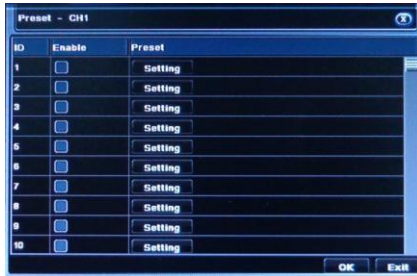 Preset - CH1
ID Enable Preset
1 Setting
2 Setting
3 Setting
4 Setting
5 Setting
6 Setting
7 Setting
8 Setting
9 Setting
10 Setting
OK Exit